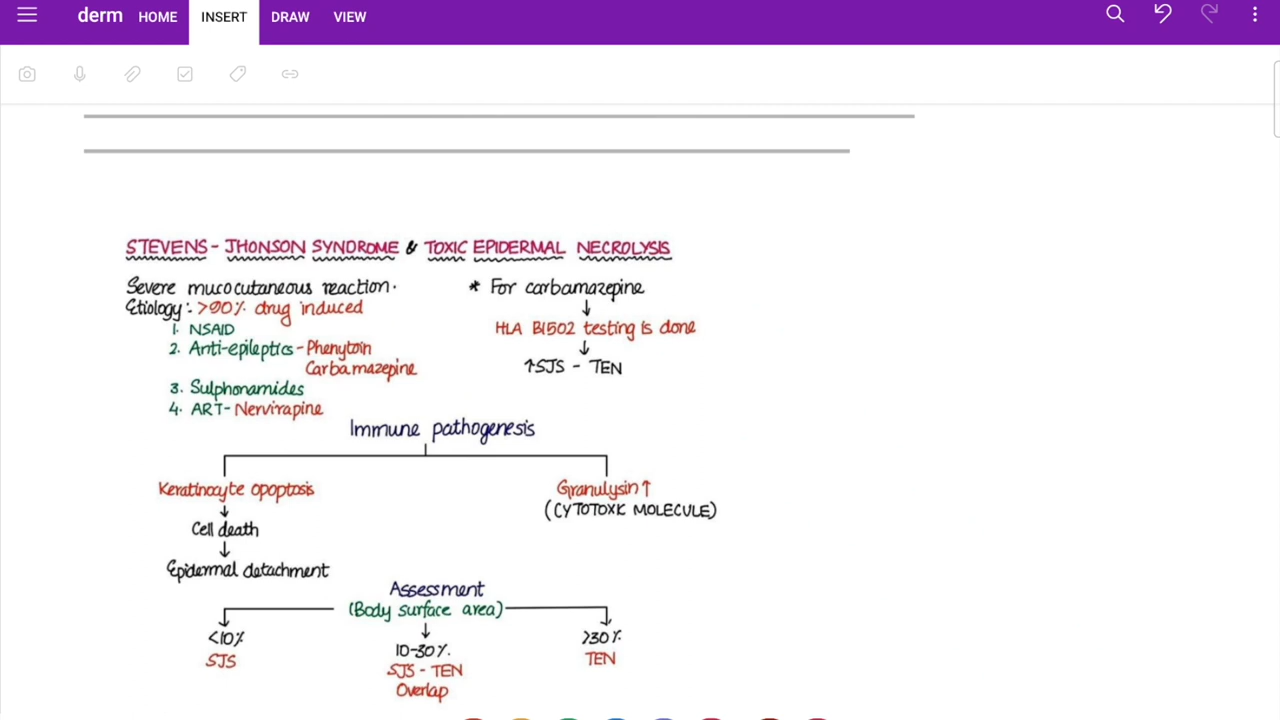 derm HOME INSERT DRAW VIEW
STEVENS - JHONSON SYNDROME & TOXIC EPIDERMAL NECROLYSIS
Severe mucocutaneous reaction.
Etiology : >90% drug induced
1. NSAID
2. Anti-epileptics - Phenytoin
Carbamazepine
3. Sulphonamides
4. ART- Nervirapine
* For carbamazepine
↓
HLA B1502 testing is done
↓
↑SJS - TEN
Immune pathogenesis
Keratinocyte opoptosis
↓
Cell death
↓
Epidermal detachment
Granulysin ↑
(CYTOTOXIC MOLECULE)
Assessment
(Body surface area)
<10%
SJS
10-30%.
SJS - TEN
Overlap
>30%.
TEN